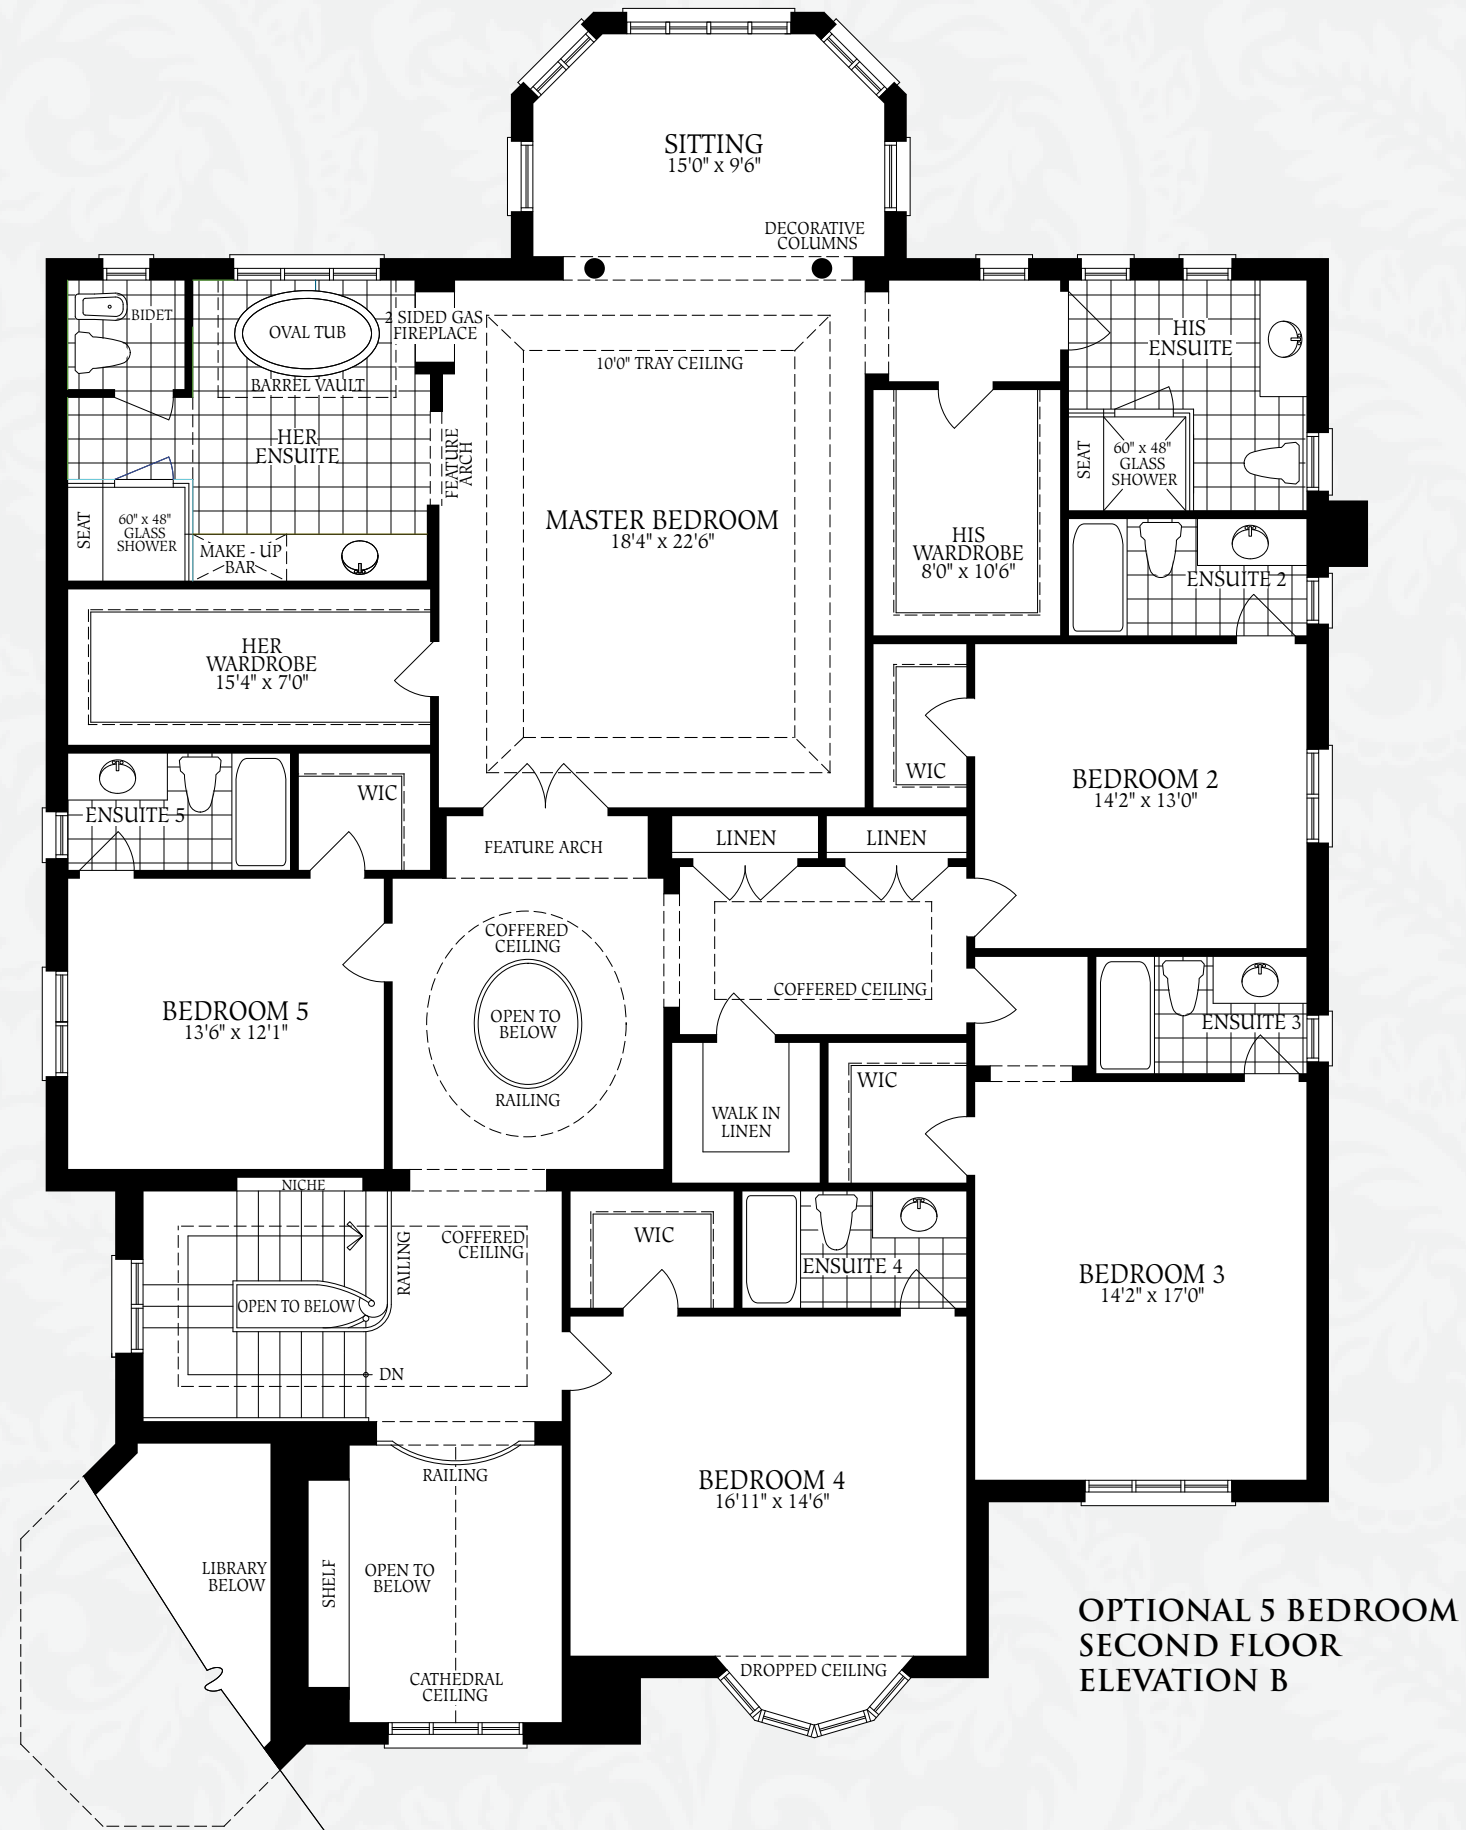 SITTING
15'0" x 9'6"
DECORATIVE
COLUMNS
BIDET
OVAL TUB
BARREL VAULT
2 SIDED GAS
FIREPLACE
10'0" TRAY CEILING
HIS
ENSUITE
HER
ENSUITE
FEATURE
ARCH
SEAT
60" x 48"
GLASS
SHOWER
SEAT
60" x 48"
GLASS
SHOWER
MAKE - UP
BAR
MASTER BEDROOM
18'4" x 22'6"
HIS
WARDROBE
8'0" x 10'6"
ENSUITE 2
HER
WARDROBE
15'4" x 7'0"
WIC
BEDROOM 2
14'2" x 13'0"
ENSUITE 5
WIC
FEATURE ARCH
LINEN
LINEN
COFFERED
CEILING
OPEN TO
BELOW
RAILING
COFFERED CEILING
BEDROOM 5
13'6" x 12'1"
ENSUITE 3
WALK IN
LINEN
WIC
NICHE
COFFERED
CEILING
RAILING
OPEN TO BELOW
DN
WIC
ENSUITE 4
BEDROOM 3
14'2" x 17'0"
RAILING
BEDROOM 4
16'11" x 14'6"
LIBRARY
BELOW
SHELF
OPEN TO
BELOW
CATHEDRAL
CEILING
DROPPED CEILING
OPTIONAL 5 BEDROOM
SECOND FLOOR
ELEVATION B